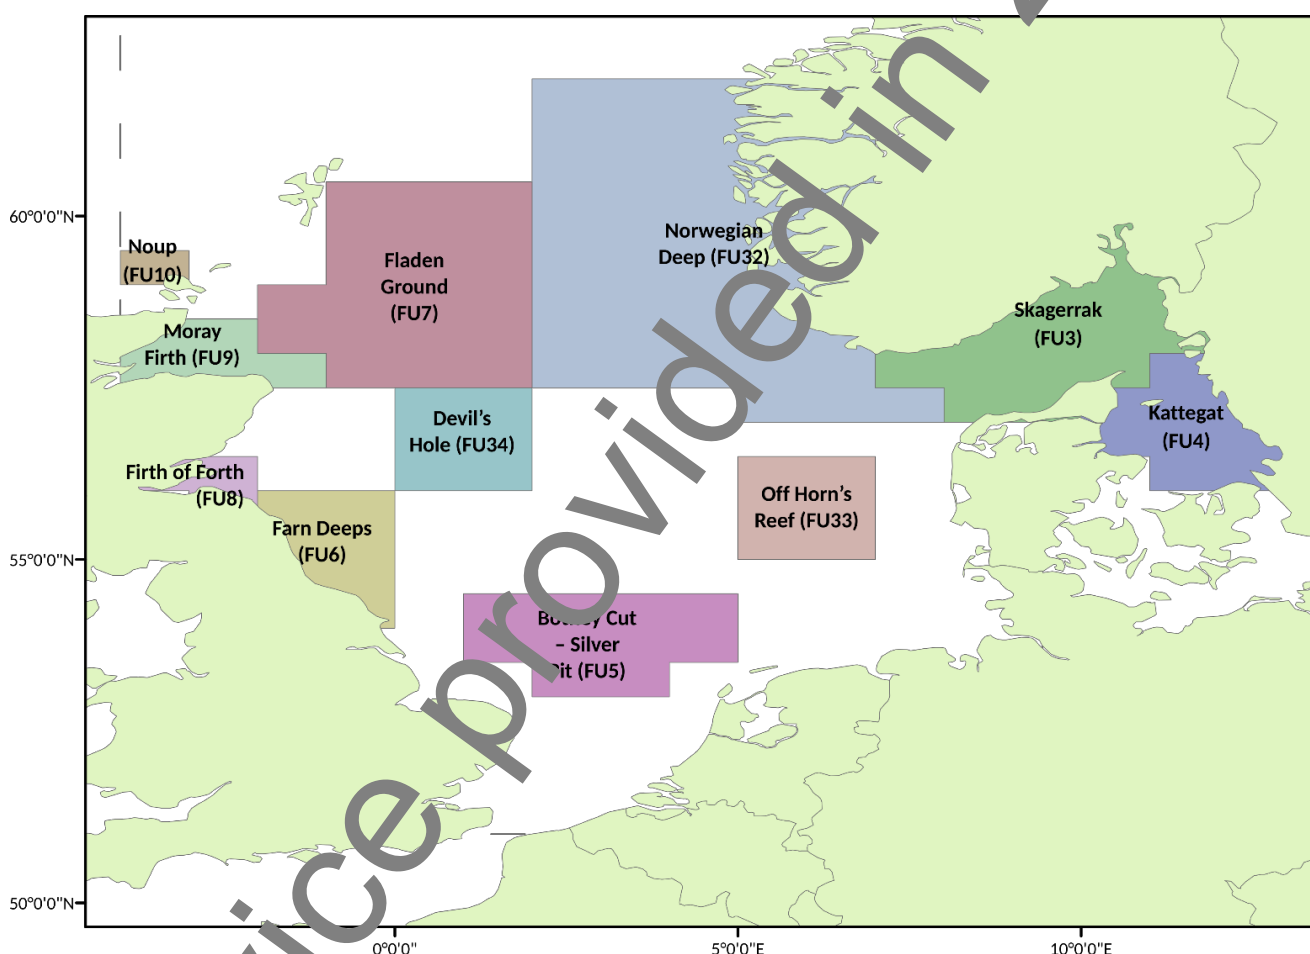 60°0'0"N
Noup
(FU10)
Fladen
Ground
(FU7)
Norwegian
Deep (FU32)
Moray
Firth (FU9)
Skagerrak
(FU3)
Devil's
Hole (FU34)
Kattegat
(FU4)
Firth of Forth
(FU8)
Farn Deeps
(FU6)
Off Horn's
Reef (FU33)
55°0'0"N
Cut
– Silver
(FU5)
50°0'0"N
0°0'0"
5°0'0"E
10°0'0"E
vice provided in